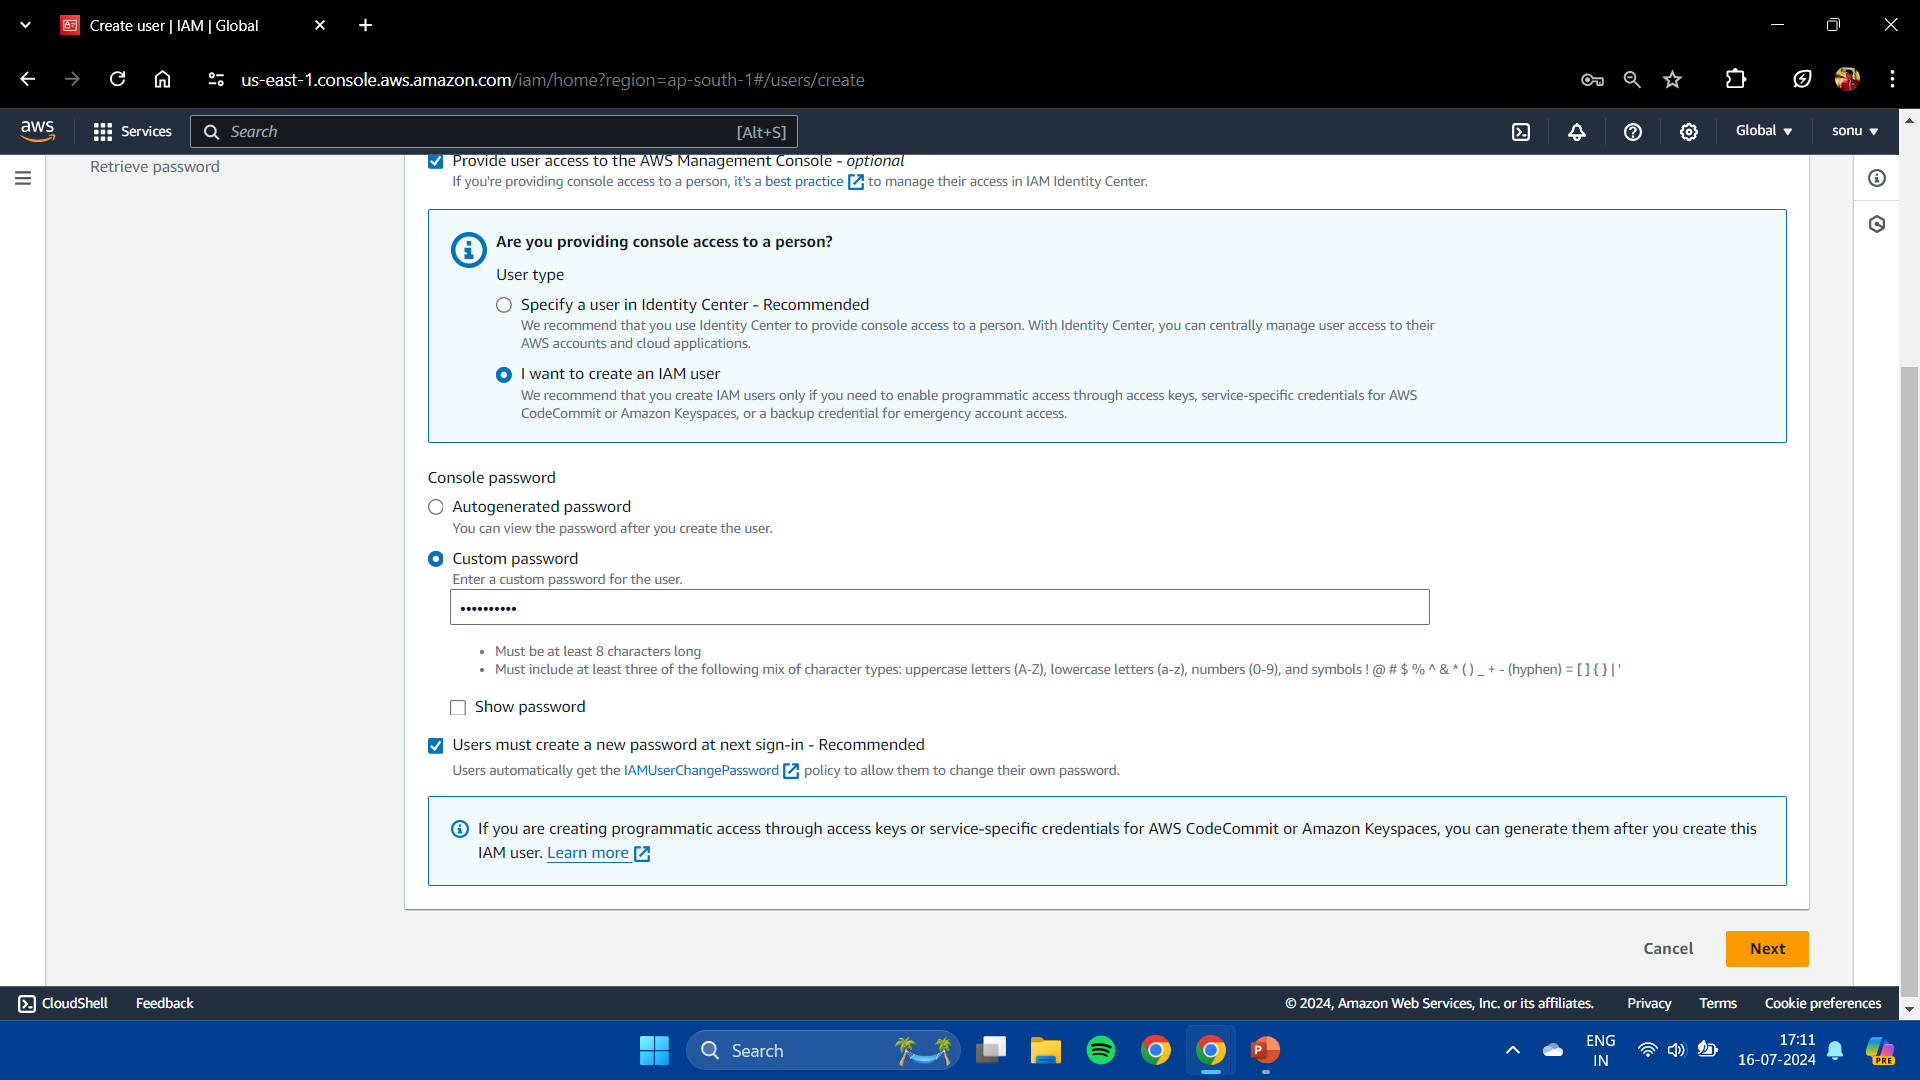 Create user | IAM | Global
us-east-1.console.aws.amazon.com/iam/home?region=ap-south-1#/users/create
aws
Services
Search
[Alt+S]
Global
sonu
Retrieve password
Provide user access to the AWS Management Console - optional
If you're providing console access to a person, it's a best practice to manage their access in IAM Identity Center.
Are you providing console access to a person?
User type
Specify a user in Identity Center - Recommended
We recommend that you use Identity Center to provide console access to a person. With Identity Center, you can centrally manage user access to their
AWS accounts and cloud applications.
I want to create an IAM user
We recommend that you create IAM users only if you need to enable programmatic access through access keys, service-specific credentials for AWS
CodeCommit or Amazon Keyspaces, or a backup credential for emergency account access.
Console password
Autogenerated password
You can view the password after you create the user.
Custom password
Enter a custom password for the user.
••••••••••
• Must be at least 8 characters long
• Must include at least three of the following mix of character types: uppercase letters (A-Z), lowercase letters (a-z), numbers (0-9), and symbols ! @ # $ % ^ & * ( ) _ + - (hyphen) = [ ] { } | '
Show password
Users must create a new password at next sign-in - Recommended
Users automatically get the IAMUserChangePassword policy to allow them to change their own password.
If you are creating programmatic access through access keys or service-specific credentials for AWS CodeCommit or Amazon Keyspaces, you can generate them after you create this
IAM user. Learn more
Cancel
Next
CloudShell
Feedback
© 2024, Amazon Web Services, Inc. or its affiliates.
Privacy
Terms
Cookie preferences
Search
P
ENG
IN
17:11
16-07-2024
PRE